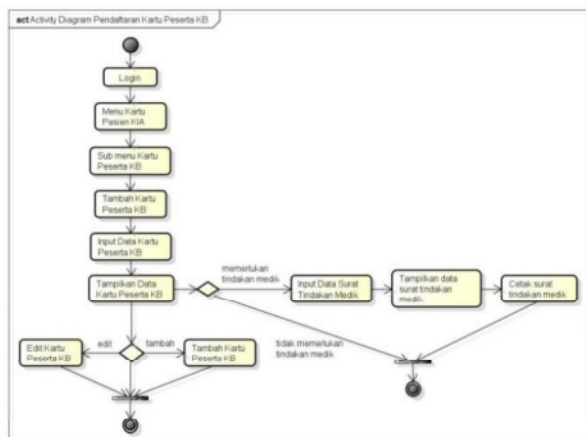 act Activity Diagram Pendaftaran Kartu Peserta KB
Login
Menu Kartu
Pasien KIA
Sub menu Kartu
Peserta KB
Tambah Kartu
Peserta KB
Input Data Kartu
Peserta KB
Tampilkan Data
Kartu Peserta KB
memerlukan
tindakan medik
Input Data Surat
Tindakan Medik
Tampilkan data
surat tindakan
medik
Cetak surat
tindakan medik
Edit Kartu
Peserta KB
edit
tambah
Tambah Kartu
Peserta KB
tidak memerlukan
tindakan medik